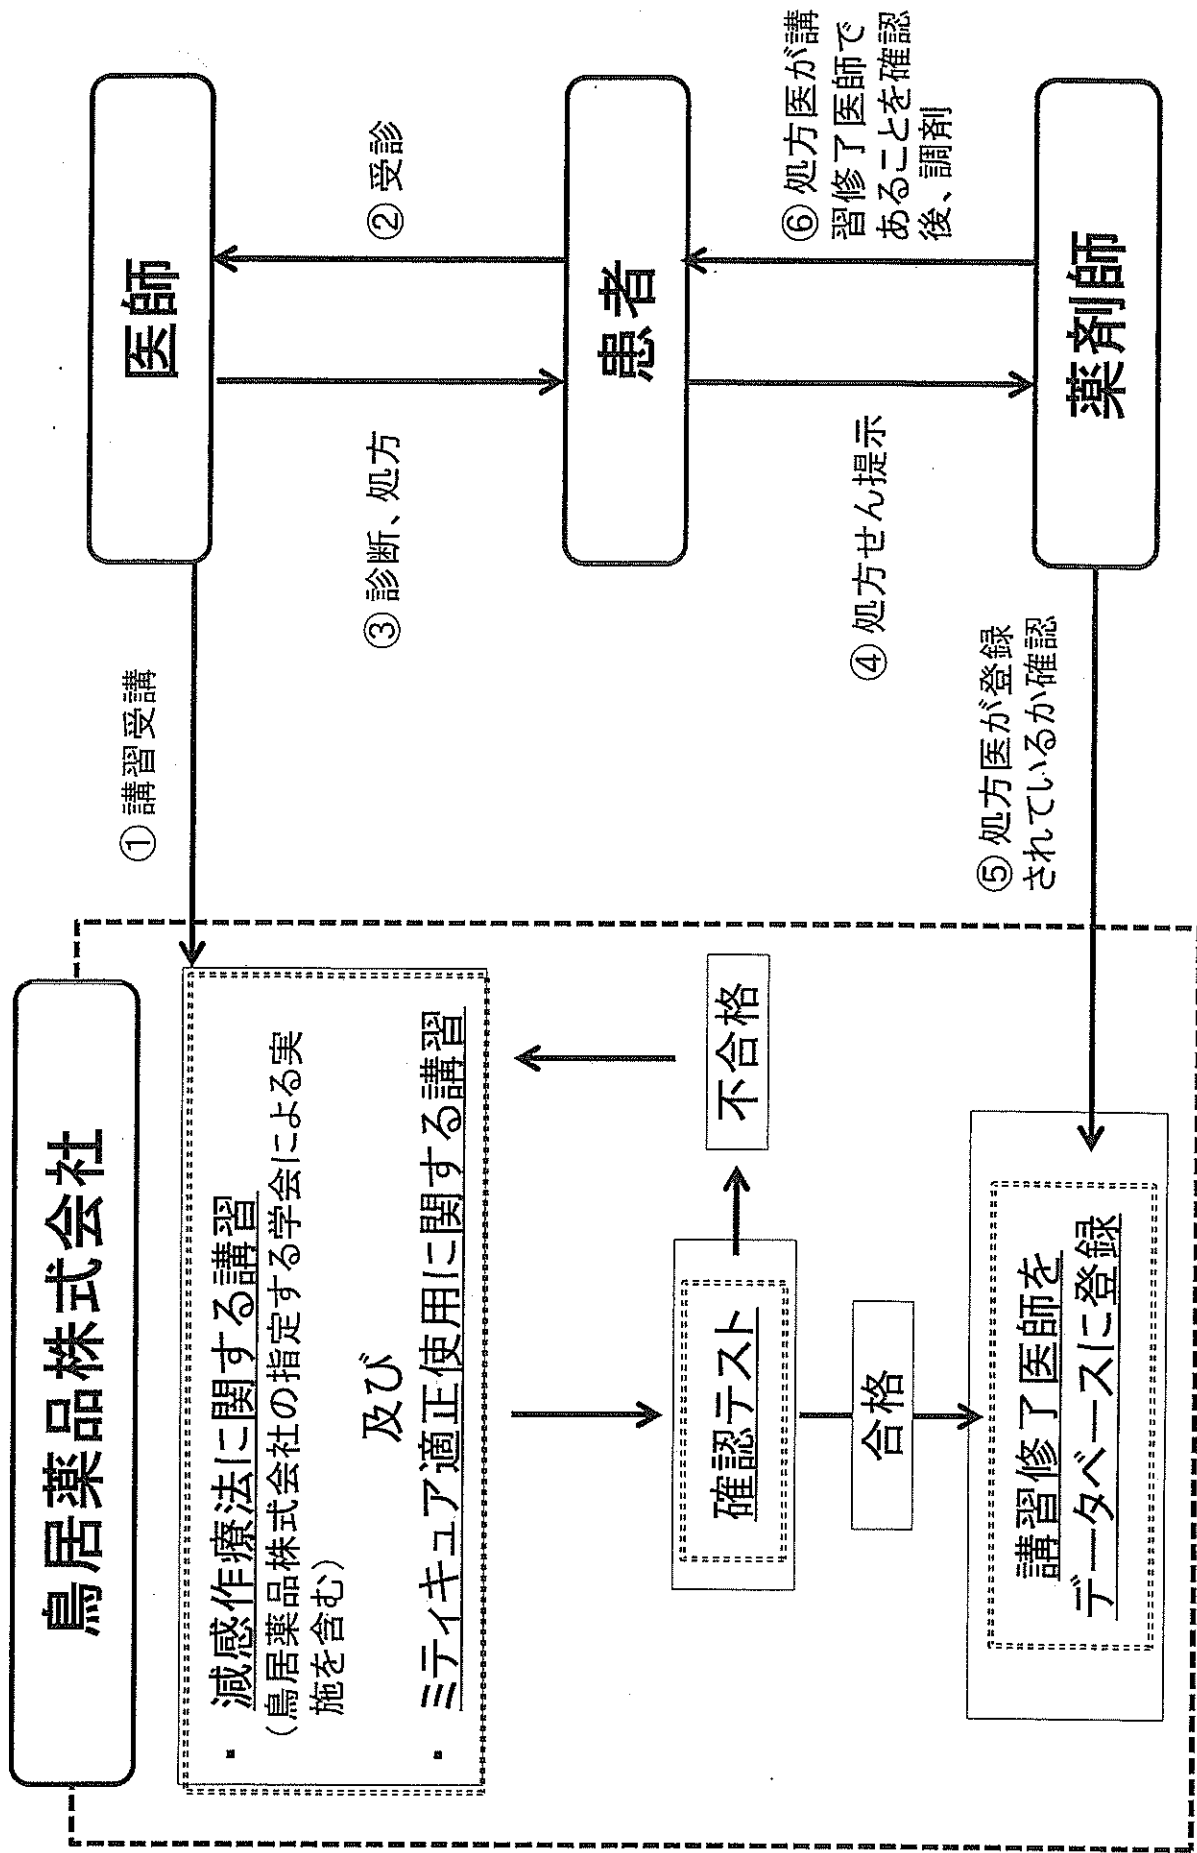 鳥居薬品株式会社
・ 減感作療法に関する講習
（鳥居薬品株式会社の指定する学会による実
施を含む）
及び
・ ミティキュア適正使用に関する講習
確認テスト
不合格
合格
講習修了医師を
データベースに登録
① 講習受講
医師
③ 診断、処方
② 受診
患者
④ 処方せん提示
⑥ 処方医が講
習修了医師で
あることを確認
後、調剤
⑤ 処方医が登録
されているか確認
薬剤師